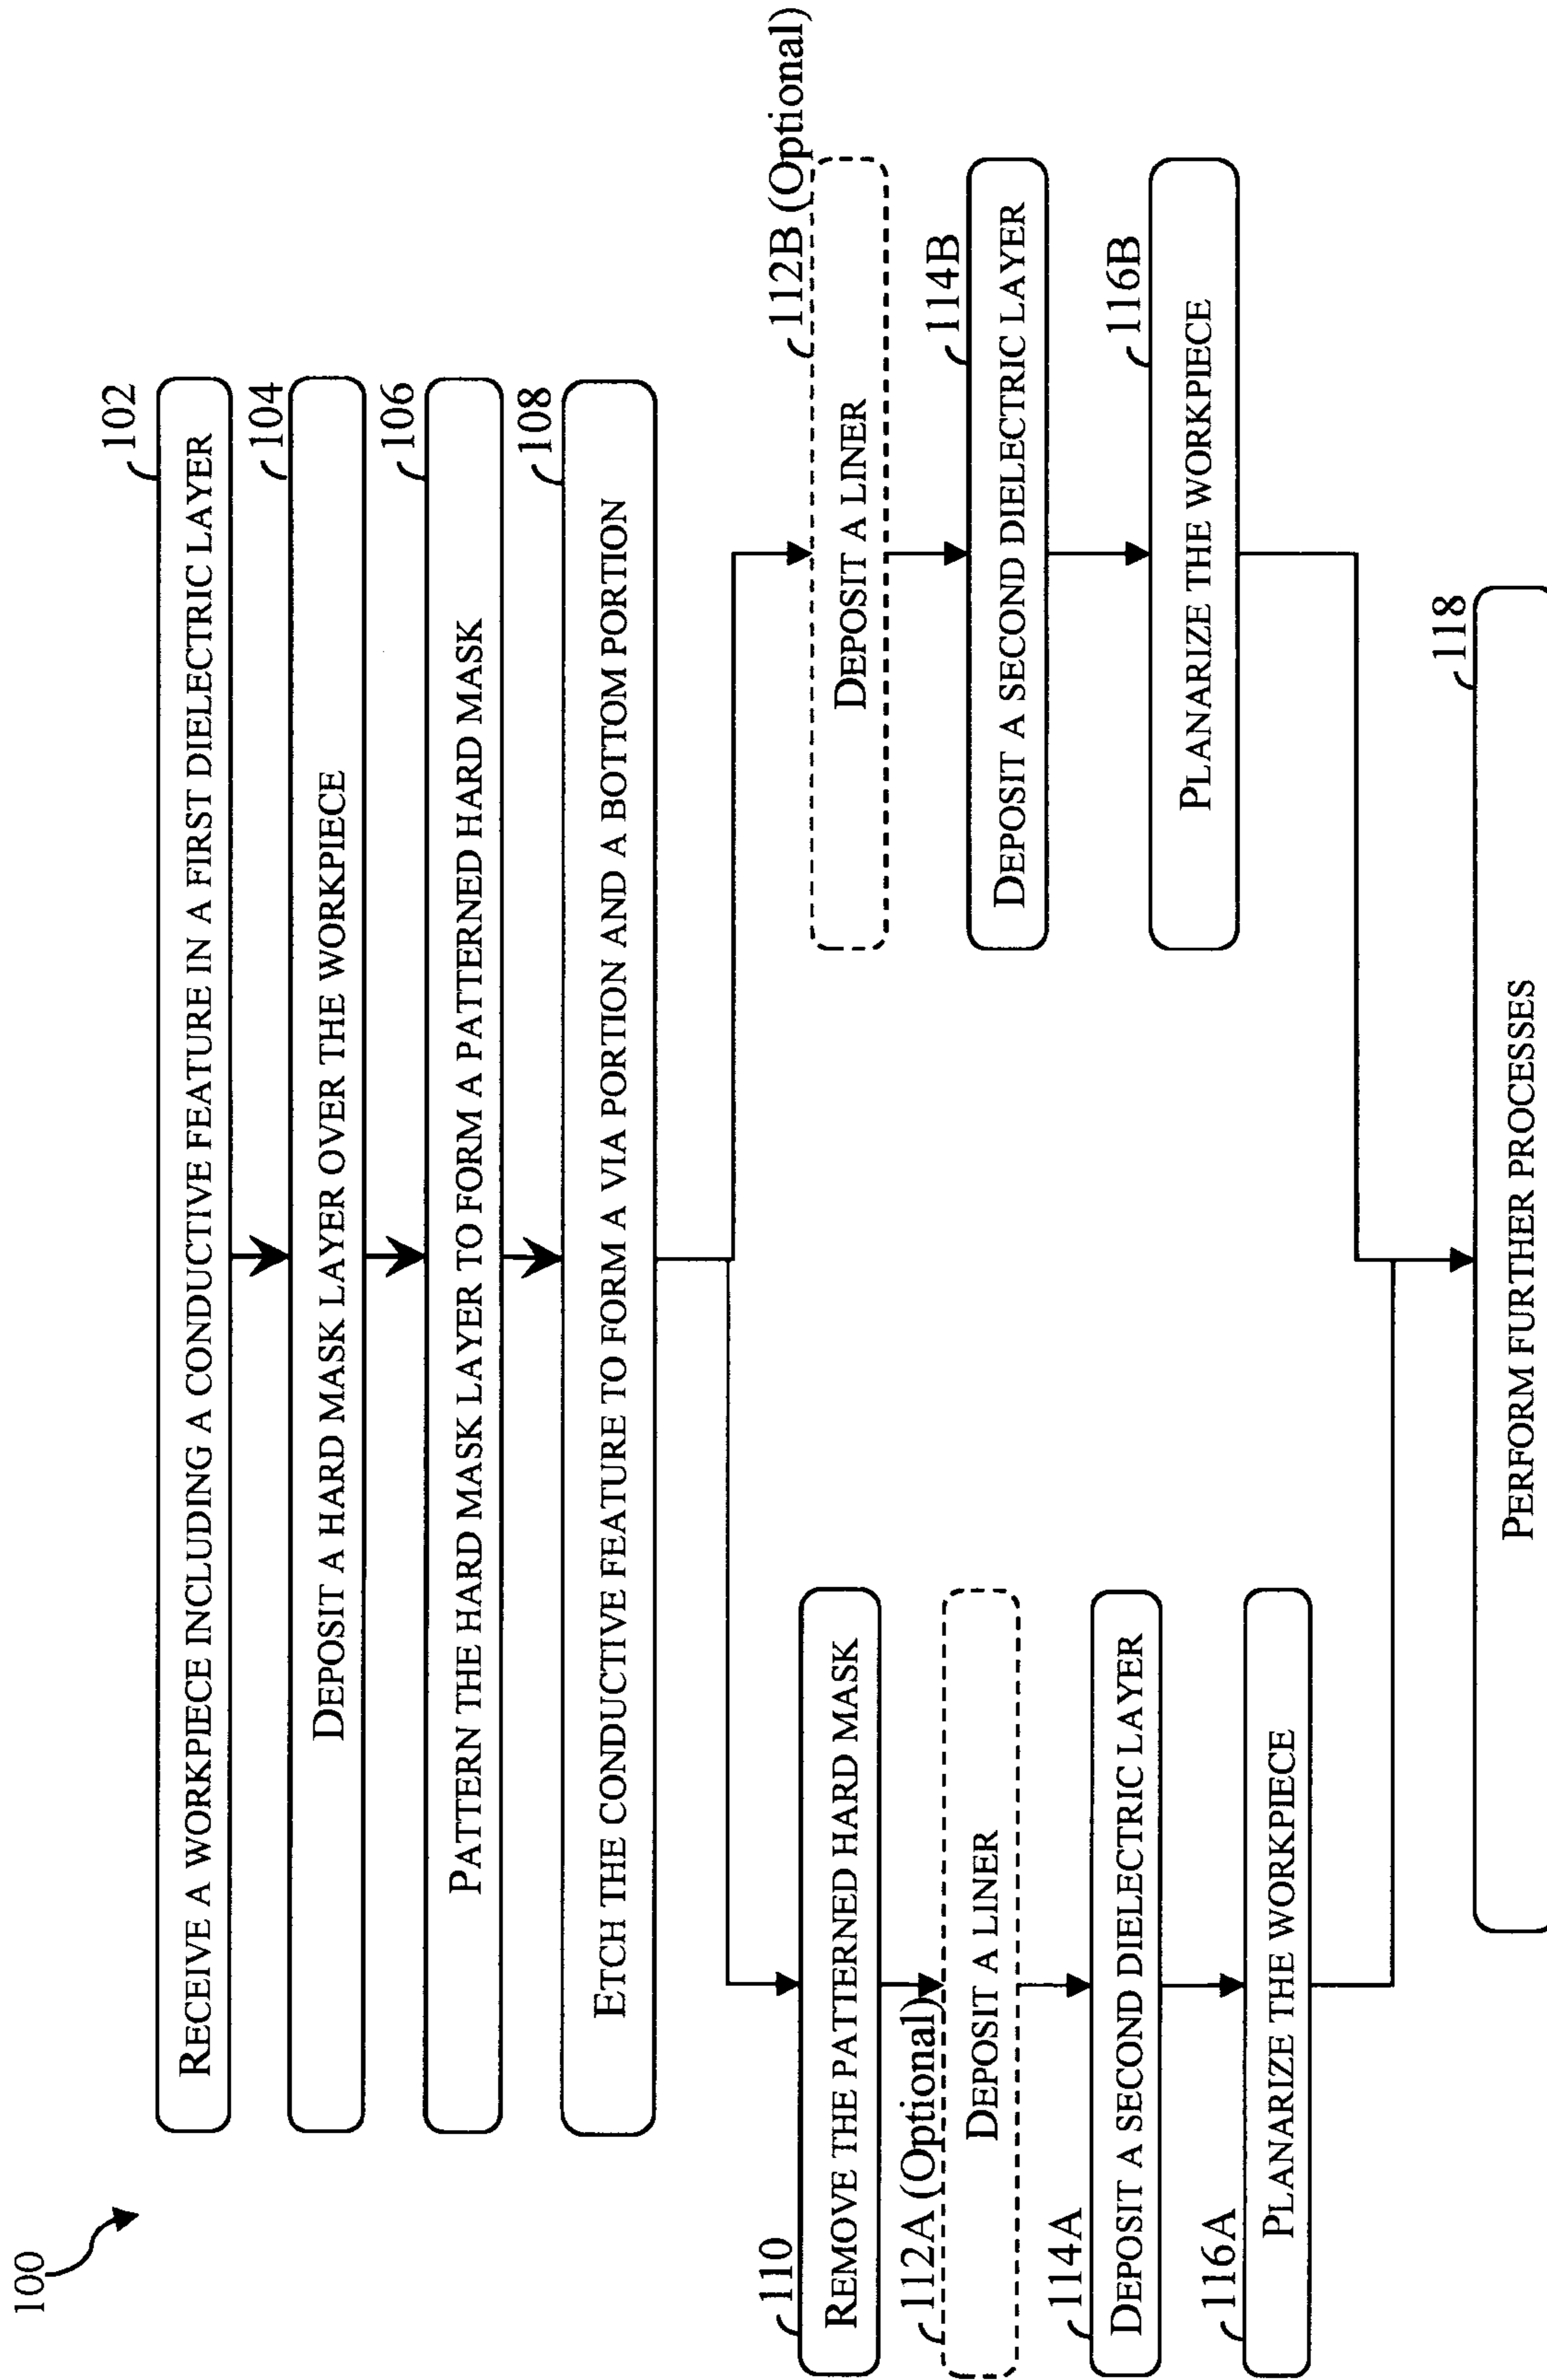 100
102
RECEIVE A WORKPIECE INCLUDING A CONDUCTIVE FEATURE IN A FIRST DIELECTRIC LAYER
104
DEPOSIT A HARD MASK LAYER OVER THE WORKPIECE
106
PATTERN THE HARD MASK LAYER TO FORM A PATTERNED HARD MASK
108
ETCH THE CONDUCTIVE FEATURE TO FORM A VIA PORTION AND A BOTTOM PORTION
110
REMOVE THE PATTERNED HARD MASK
112A (Optional)
DEPOSIT A LINER
114A
DEPOSIT A SECOND DIELECTRIC LAYER
116A
PLANARIZE THE WORKPIECE
112B (Optional)
DEPOSIT A LINER
114B
DEPOSIT A SECOND DIELECTRIC LAYER
116B
PLANARIZE THE WORKPIECE
118
PERFORM FURTHER PROCESSES